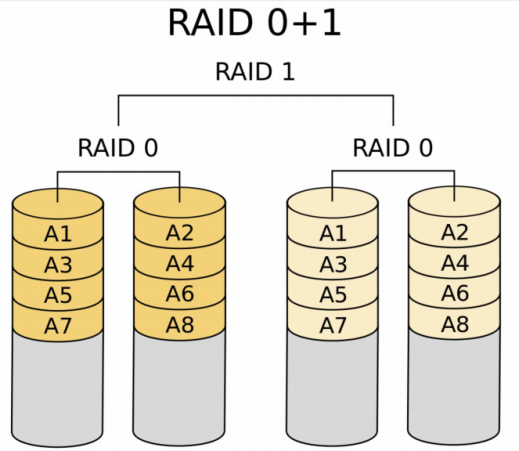 RAID 0+1
RAID 1
RAID 0 RAID 0
A1 A2 A1 A2
A3 A4 A3 A4
A5 A6 A5 A6
A7 A8 A7 A8